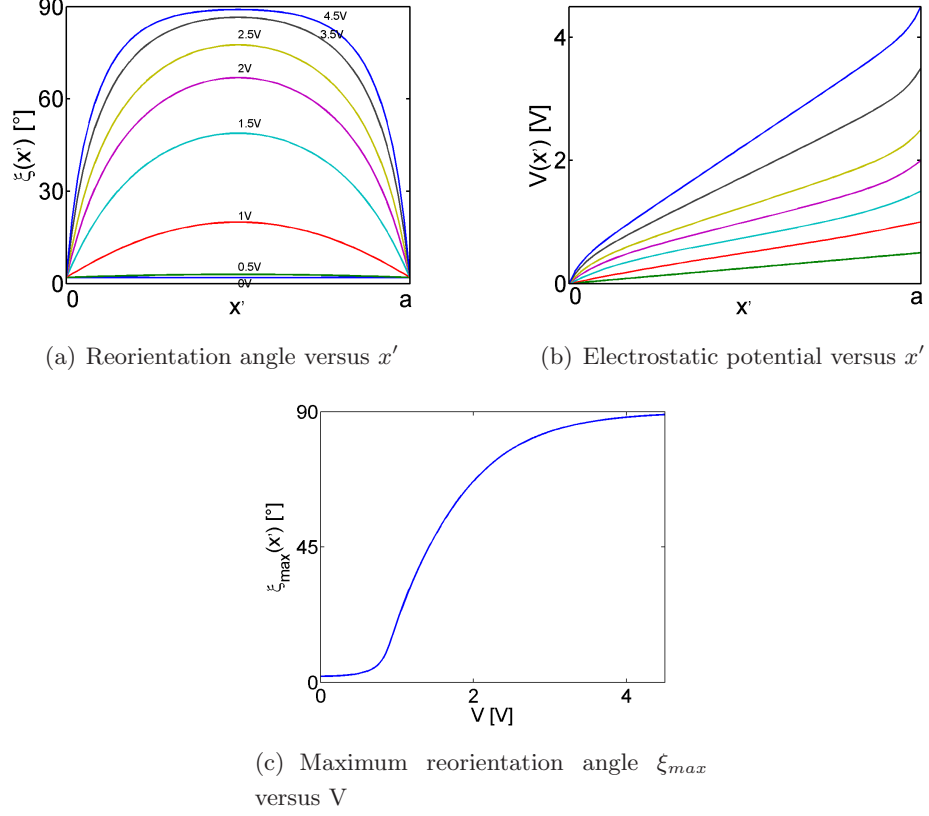 90
60
30
0
ξ(x') [°]
4.5V
3.5V
2.5V
2V
1.5V
1V
0.5V
0V
0
x'
a
4
2
0
V(x') [V]
0
x'
a
(a) Reorientation angle versus x′
(b) Electrostatic potential versus x′
90
45
0
ξmax(x') [°]
0
2
4
V [V]
(c) Maximum reorientation angle ξmax
versus V